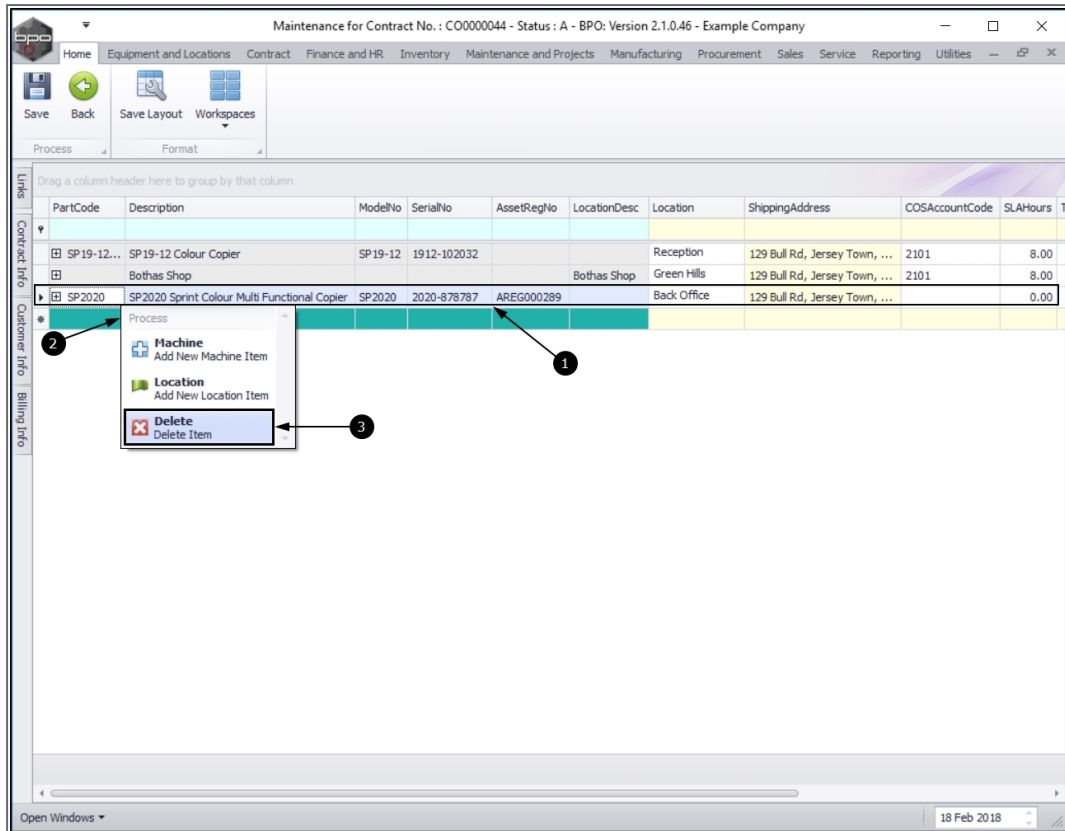 Maintenance for Contract No. : CO0000044 - Status : A - BPO: Version 2.1.0.46 - Example Company
bpo
Home Equipment and Locations Contract Finance and HR Inventory Maintenance and Projects Manufacturing Procurement Sales Service Reporting Utilities
Save Back Save Layout Workspaces
Process Format
Links
Contract Info
Customer Info
Billing Info
Drag a column header here to group by that column
PartCode Description ModelNo SerialNo AssetRegNo LocationDesc Location ShippingAddress COSAccountCode SLAHours T
SP19-12... SP19-12 Colour Copier SP19-12 1912-102032 Reception 129 Bull Rd, Jersey Town, ... 2101 8.00
Bothas Shop Bothas Shop Green Hills 129 Bull Rd, Jersey Town, ... 2101 8.00
SP2020 SP2020 Sprint Colour Multi Functional Copier SP2020 2020-878787 AREG000289 Back Office 129 Bull Rd, Jersey Town, ... 0.00
Process
2
Machine
Add New Machine Item
1
Location
Add New Location Item
Delete
Delete Item
3
Open Windows 18 Feb 2018